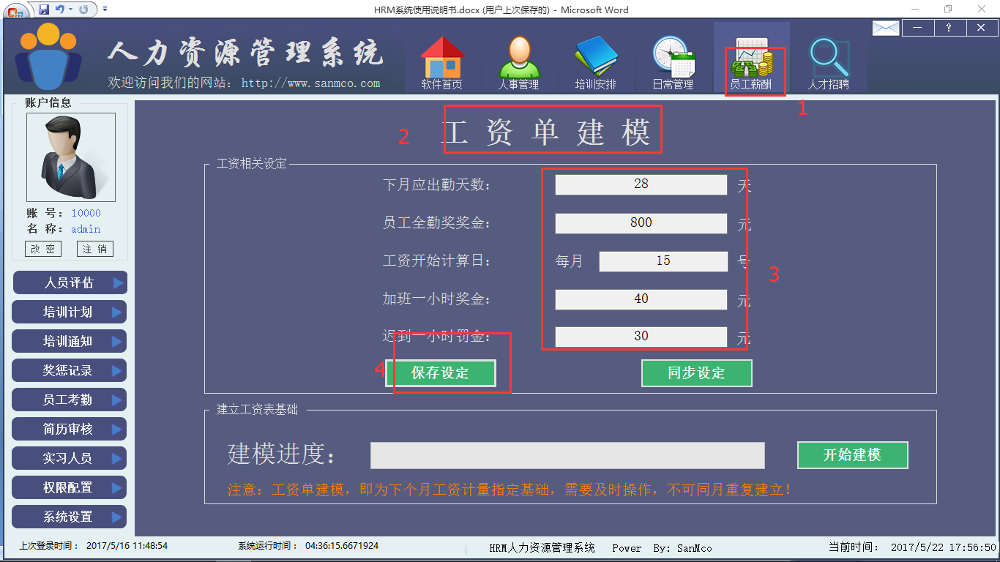 HRM系统使用说明书.docx (用户上次保存的) - Microsoft Word
人力资源管理系统
欢迎访问我们的网站：http://www.sanmco.com
软件首页
人事管理
培训安排
日常管理
员工薪酬
人才招聘
?
1
账户信息
账 号：10000
名 称：admin
改 密
注 销
人员评估
培训计划
培训通知
奖惩记录
员工考勤
简历审核
实习人员
权限配置
系统设置
2
工资单建模
工资相关设定
下月应出勤天数： 28 天
员工全勤奖奖金： 800 元
工资开始计算日： 每月 15 号
3
加班一小时奖金： 40 元
迟到一小时罚金： 30 元
4
保存设定
同步设定
建立工资表基础
建模进度：
开始建模
注意：工资单建模，即为下个月工资计量指定基础，需要及时操作，不可同月重复建立！
上次登录时间： 2017/5/16 11:48:54
系统运行时间： 04:36:15.6671924
HRM人力资源管理系统 Power By: SanMco
当前时间： 2017/5/22 17:56:50